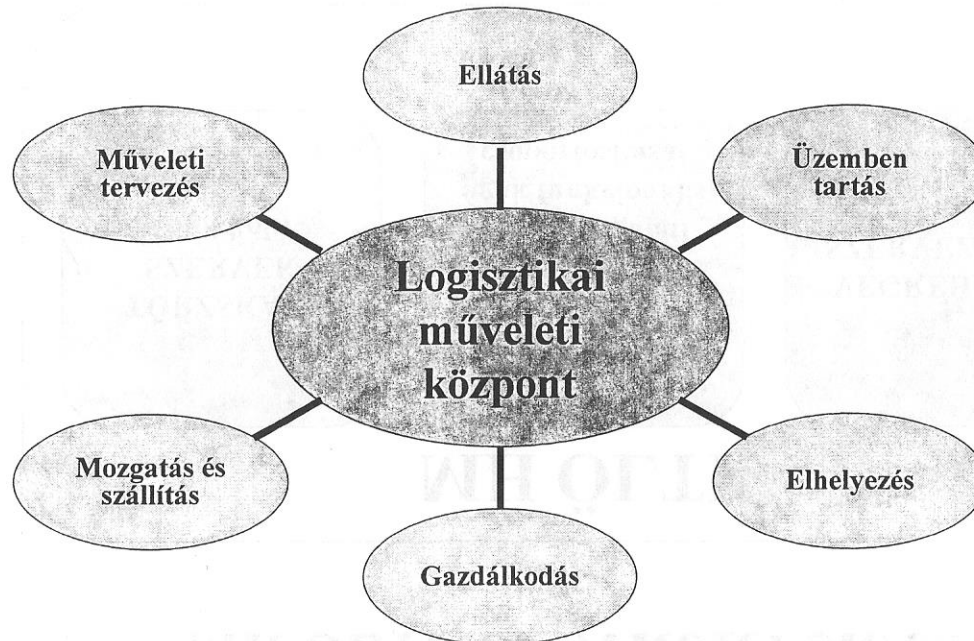 Ellátás
Műveleti
tervezés
Üzemben
tartás
Logisztikai
műveleti
központ
Mozgatás és
szállítás
Elhelyezés
Gazdálkodás